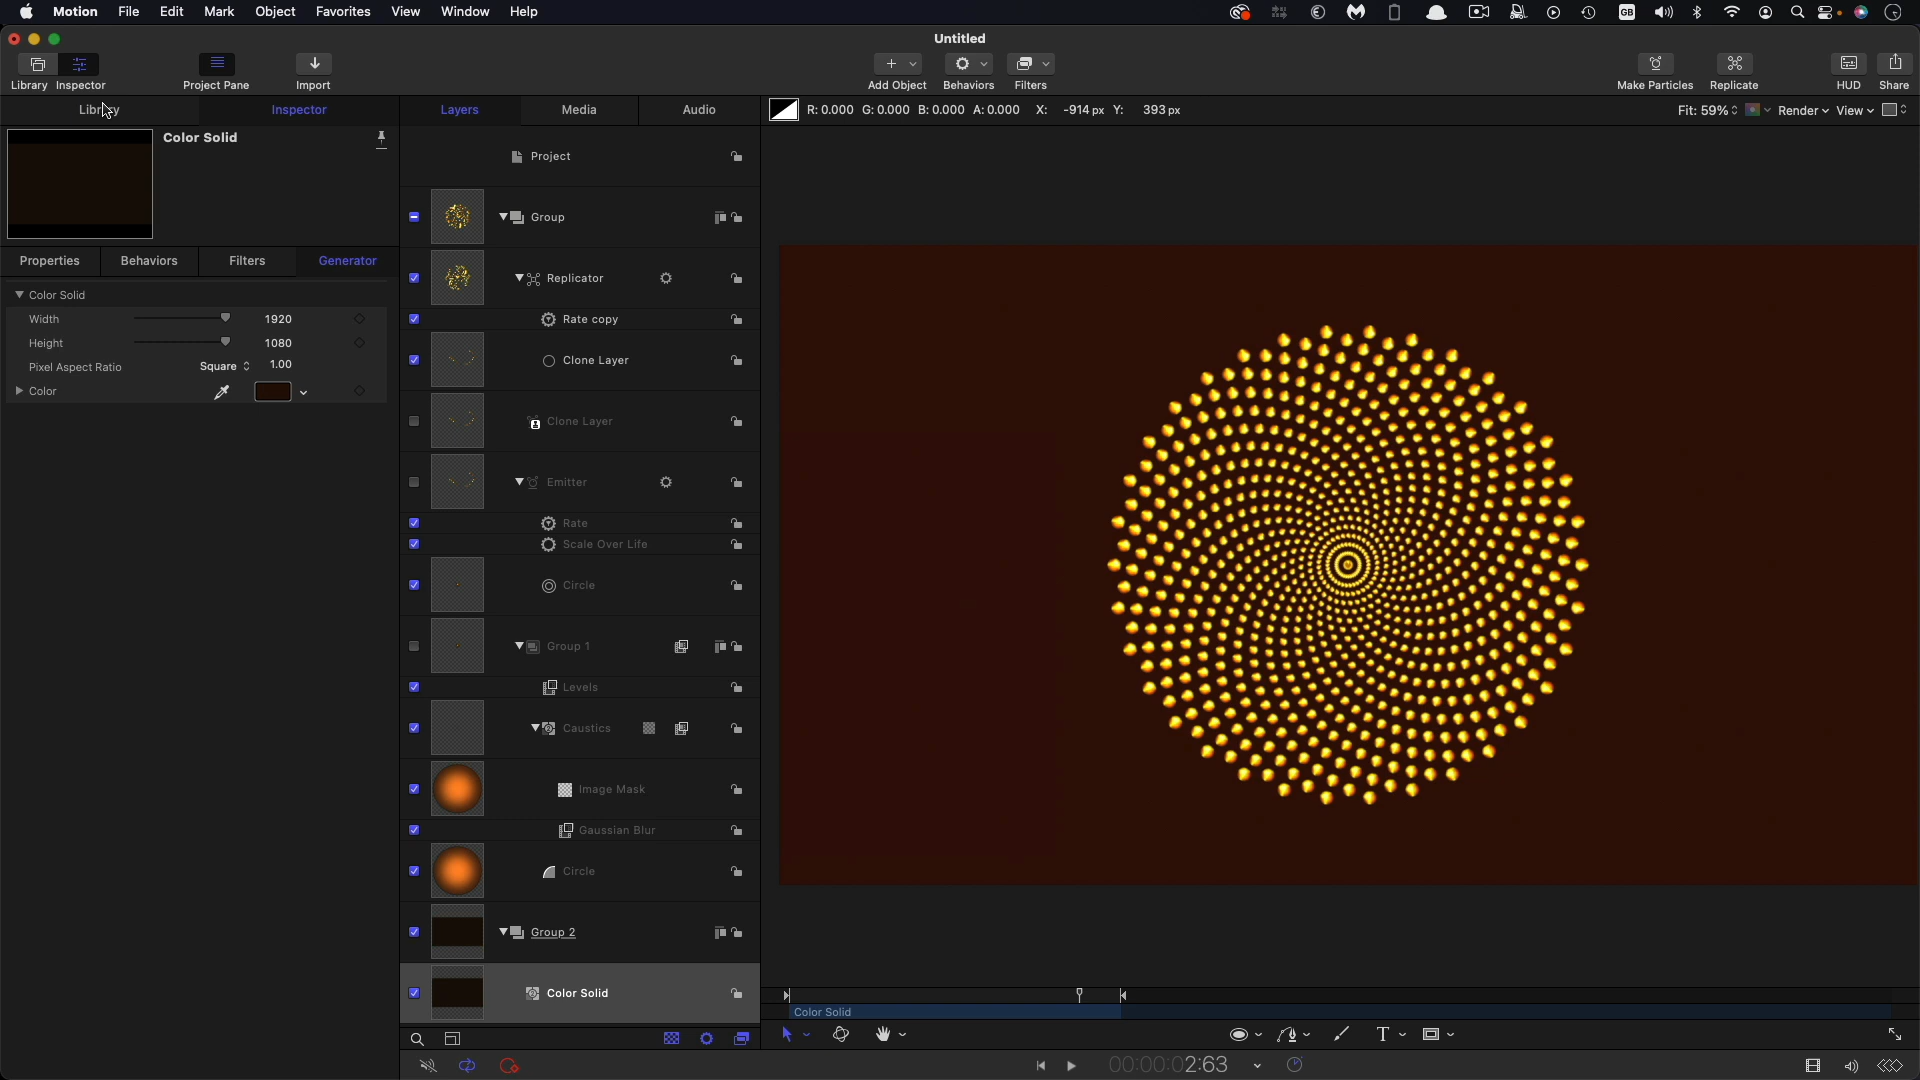 Motion File Edit Mark Object Favorites View Window Help
GB
Untitled
Library Inspector Project Pane Import Add Object Behaviors Filters Make Particles Replicate HUD Share
Library Inspector Layers Media Audio R: 0.000 G: 0.000 B: 0.000 A: 0.000 X: -914 px Y: 393 px Fit: 59% Render View
Color Solid
Project
Group
Properties Behaviors Filters Generator
Replicator
Color Solid
Width 1920
Rate copy
Height 1080
Clone Layer
Pixel Aspect Ratio Square 1.00
Color
Clone Layer
Emitter
Rate
Scale Over Life
Circle
Group 1
Levels
Caustics
Image Mask
Gaussian Blur
Circle
Group 2
Color Solid
Color Solid
T
00:00:02:63